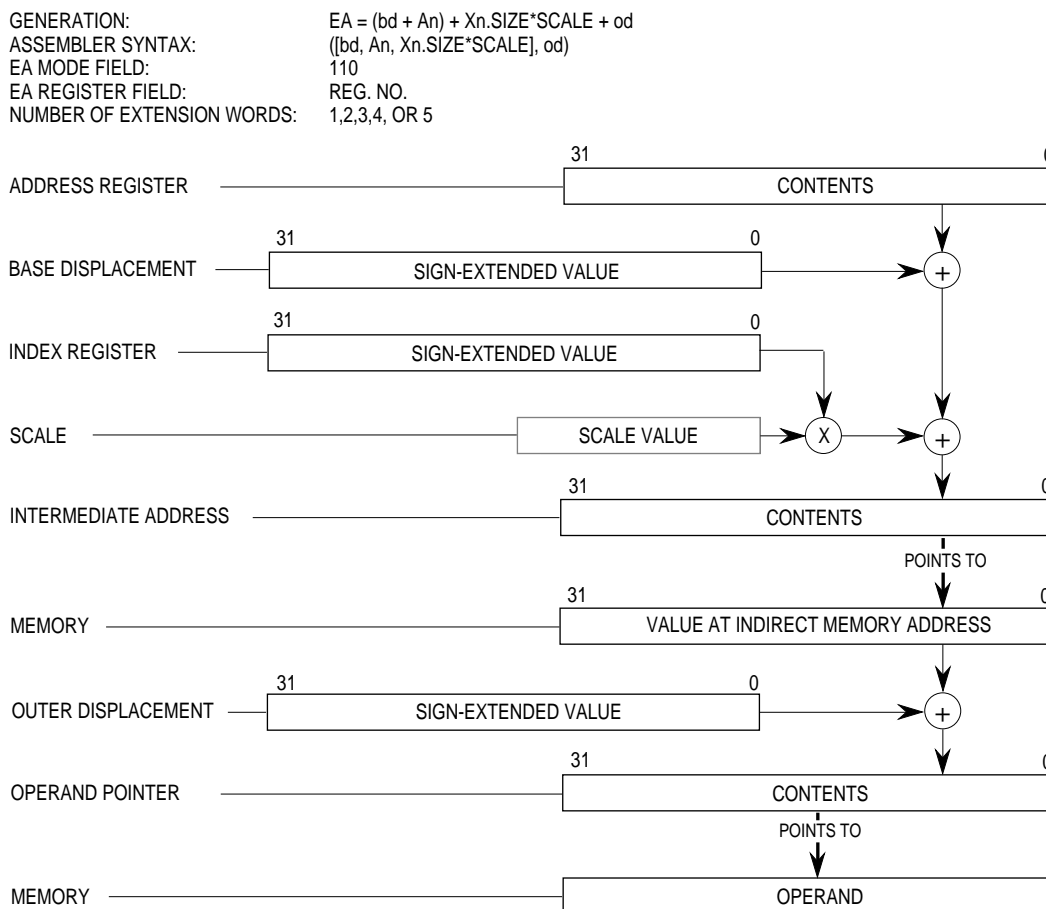 GENERATION: EA = (bd + An) + Xn.SIZE*SCALE + od
ASSEMBLER SYNTAX: ([bd, An, Xn.SIZE*SCALE], od)
EA MODE FIELD: 110
EA REGISTER FIELD: REG. NO.
NUMBER OF EXTENSION WORDS: 1,2,3,4, OR 5
31 0
ADDRESS REGISTER CONTENTS
31 0
BASE DISPLACEMENT SIGN-EXTENDED VALUE +
31 0
INDEX REGISTER SIGN-EXTENDED VALUE
SCALE SCALE VALUE X +
31 0
INTERMEDIATE ADDRESS CONTENTS
POINTS TO
31 0
MEMORY VALUE AT INDIRECT MEMORY ADDRESS
31 0
OUTER DISPLACEMENT SIGN-EXTENDED VALUE +
31 0
OPERAND POINTER CONTENTS
POINTS TO
MEMORY OPERAND